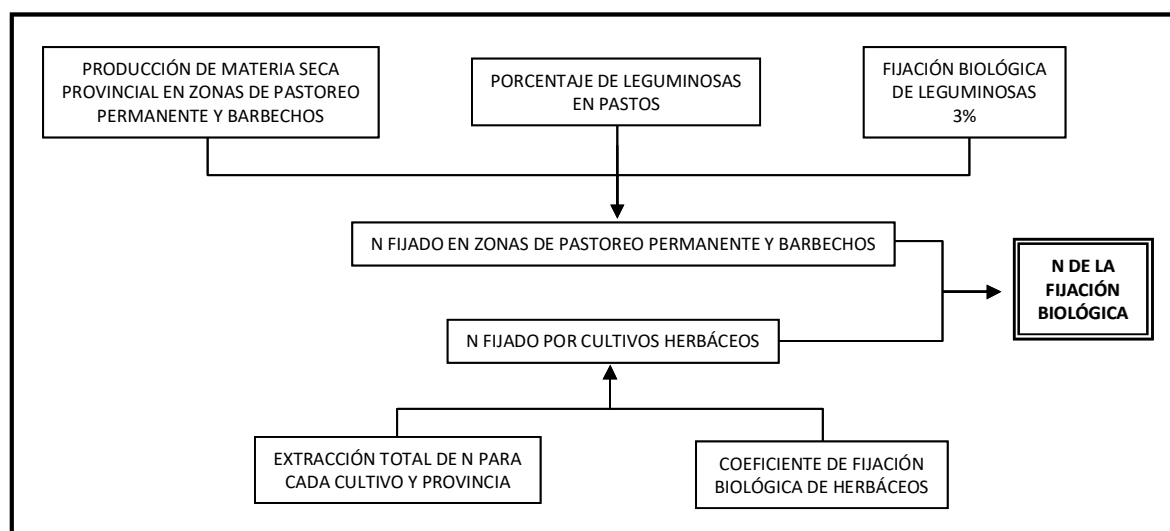 PRODUCCIÓN DE MATERIA SECA
PROVINCIAL EN ZONAS DE PASTOREO
PERMANENTE Y BARBECHOS
PORCENTAJE DE LEGUMINOSAS
EN PASTOS
FIJACIÓN BIOLÓGICA
DE LEGUMINOSAS
3%
N FIJADO EN ZONAS DE PASTOREO PERMANENTE Y BARBECHOS
N DE LA
FIJACIÓN
BIOLÓGICA
N FIJADO POR CULTIVOS HERBÁCEOS
EXTRACCIÓN TOTAL DE N PARA
CADA CULTIVO Y PROVINCIA
COEFICIENTE DE FIJACIÓN
BIOLÓGICA DE HERBÁCEOS